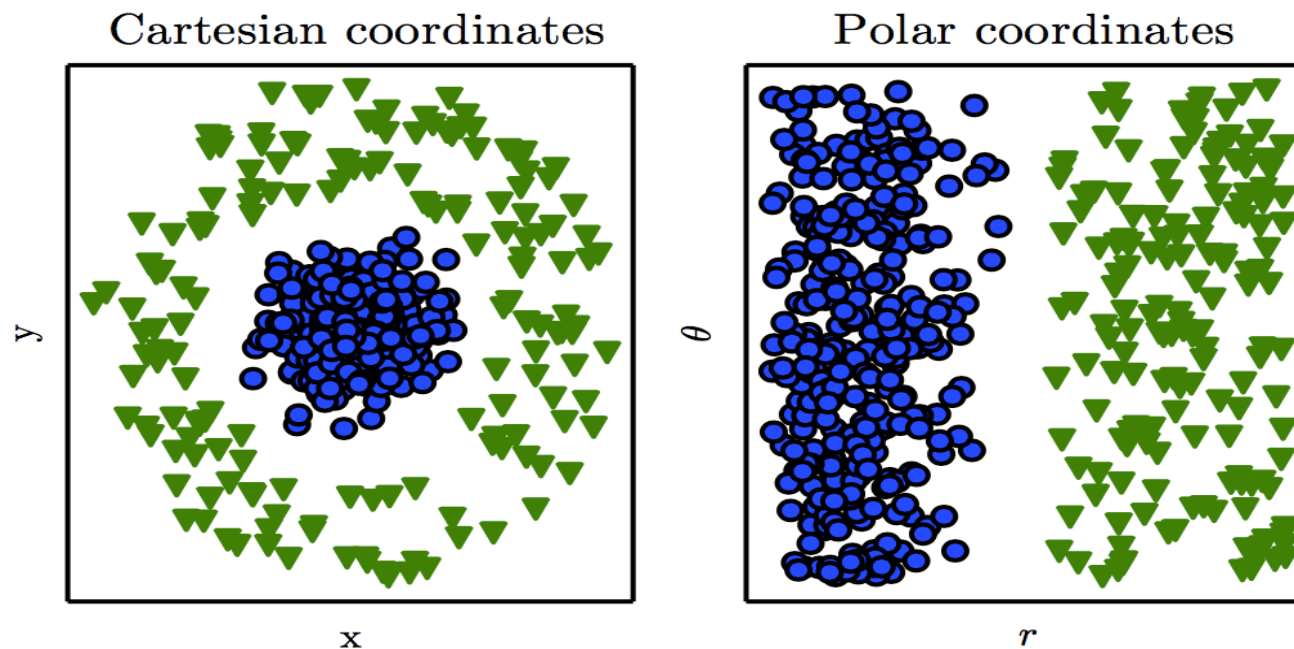 Cartesian coordinates
Polar coordinates
y
x
θ
r